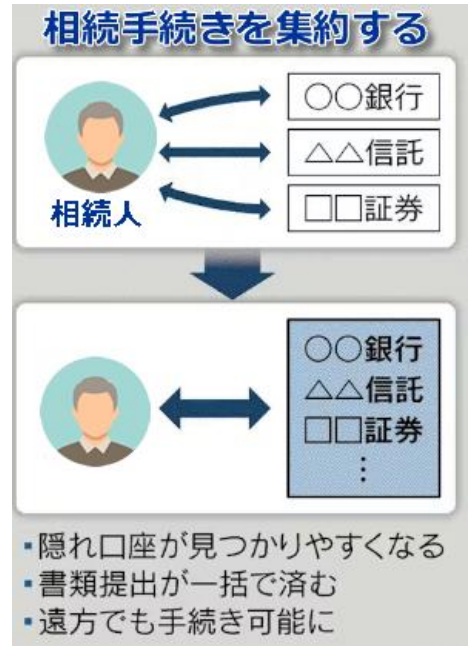 相続手続きを集約する
○○銀行
△△信託
□□証券
相続人
○○銀行
△△信託
□□証券
⋮
▪隠れ口座が見つかりやすくなる
▪書類提出が一括で済む
▪遠方でも手続き可能に